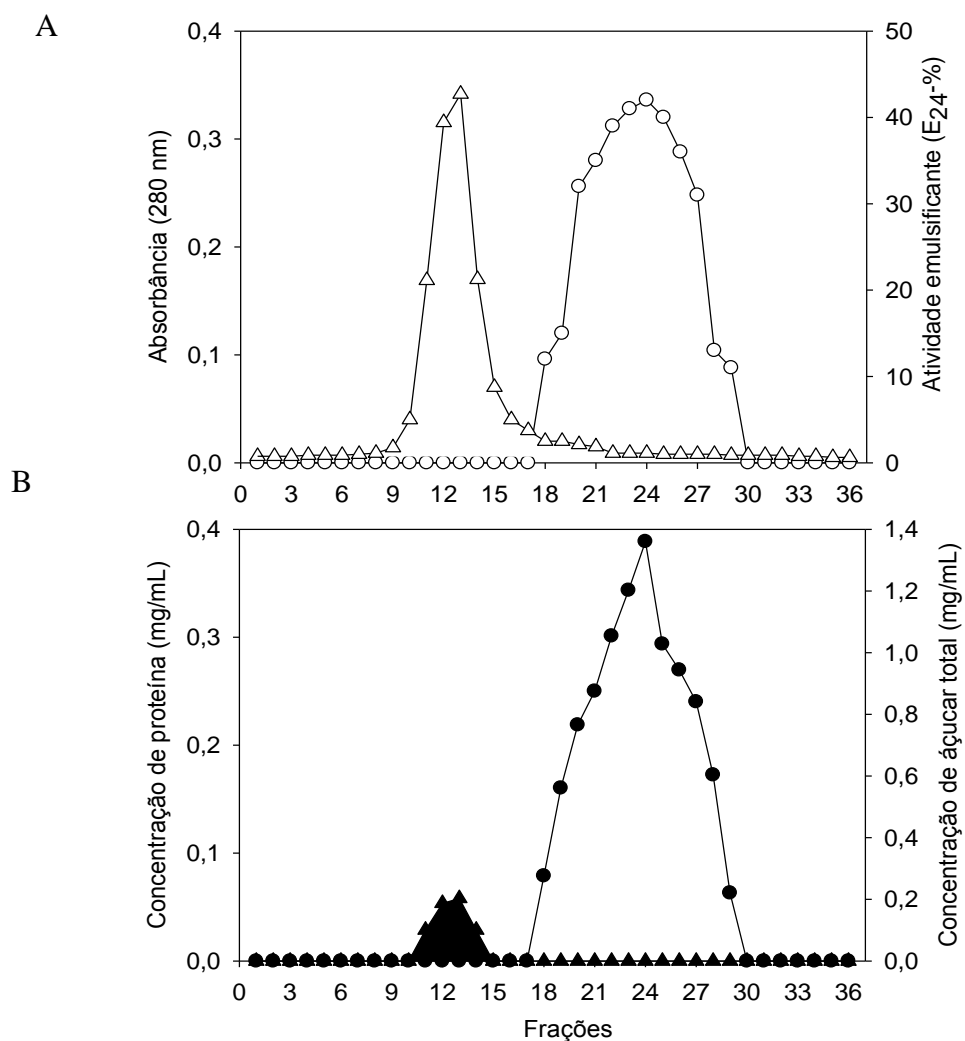 A
0,4
0,3
0,2
0,1
0,0
Absorbância (280 nm)
50
40
30
20
10
0
Atividade emulsificante (E24-%)
0 3 6 9 12 15 18 21 24 27 30 33 36
B
0,4
0,3
0,2
0,1
0,0
Concentração de proteína (mg/mL)
1,4
1,2
1,0
0,8
0,6
0,4
0,2
0,0
Concentração de áçucar total (mg/mL)
0 3 6 9 12 15 18 21 24 27 30 33 36
Frações